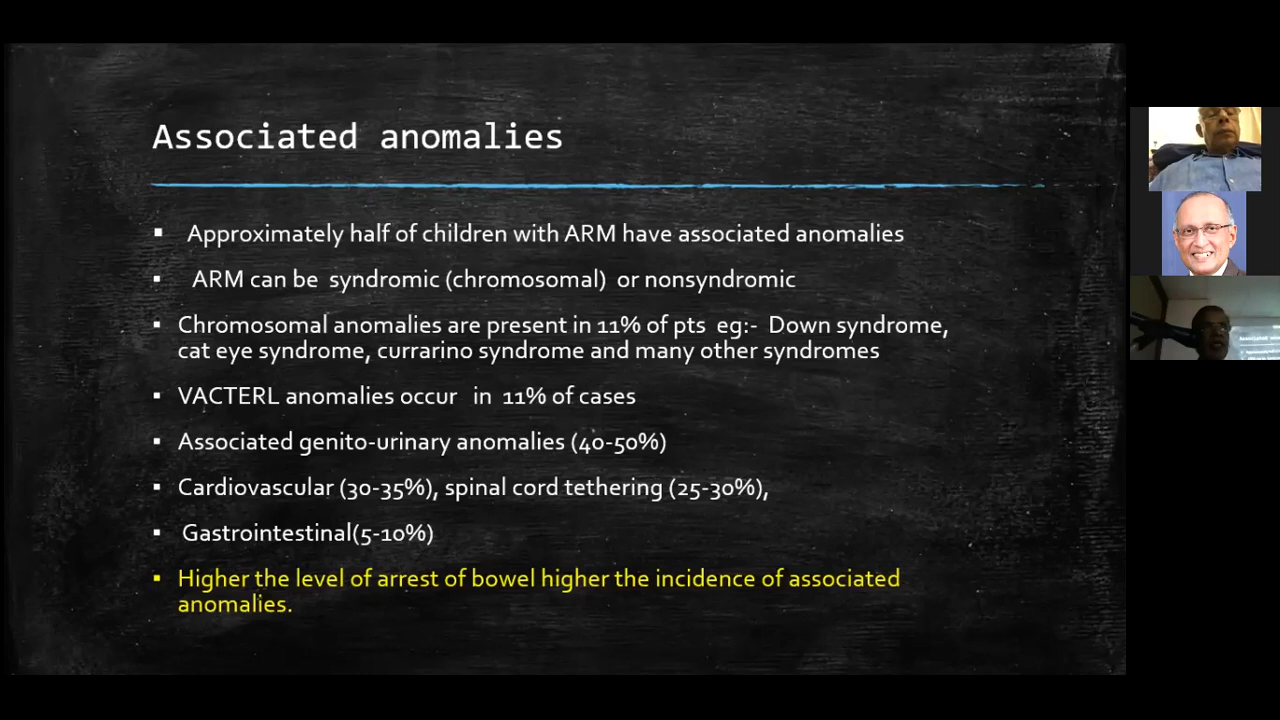 Associated anomalies
▪ Approximately half of children with ARM have associated anomalies
▪ ARM can be syndromic (chromosomal) or nonsyndromic
▪ Chromosomal anomalies are present in 11% of pts eg:- Down syndrome,
cat eye syndrome, currarino syndrome and many other syndromes
▪ VACTERL anomalies occur in 11% of cases
▪ Associated genito-urinary anomalies (40-50%)
▪ Cardiovascular (30-35%), spinal cord tethering (25-30%),
▪ Gastrointestinal(5-10%)
▪ Higher the level of arrest of bowel higher the incidence of associated
anomalies.